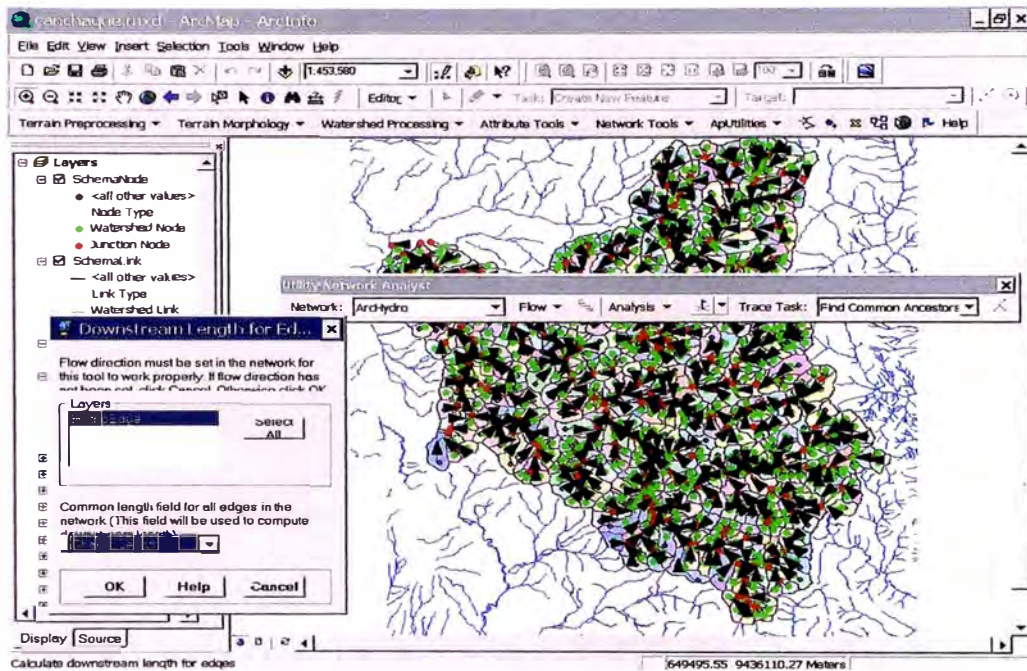 canchaque.mxd - ArcMap - ArcInfo
File Edit View Insert Selection Tools Window Help
1:453,580
100
Editor Task: Create New Feature Target:
Terrain Preprocessing Terrain Morphology Watershed Processing Attribute Tools Network Tools ApUtilities Help
Layers
SchemaNode
<all other values>
Node Type
Watershed Node
Junction Node
SchemaLink
<all other values>
Link Type
Watershed Link
Utility Network Analyst
Network: ArcHydro Flow Analysis Trace Task: Find Common Ancestors
Downstream Length for Ed...
Flow direction must be set in the network for
this tool to work properly. If flow direction has
not been set, click Cancel. Otherwise click OK
Layers
Select
All
Common length field for all edges in the
network (This field will be used to compute
OK Help Cancel
Display Source
Calculate downstream length for edges
649495.55 9436110.27 Meters